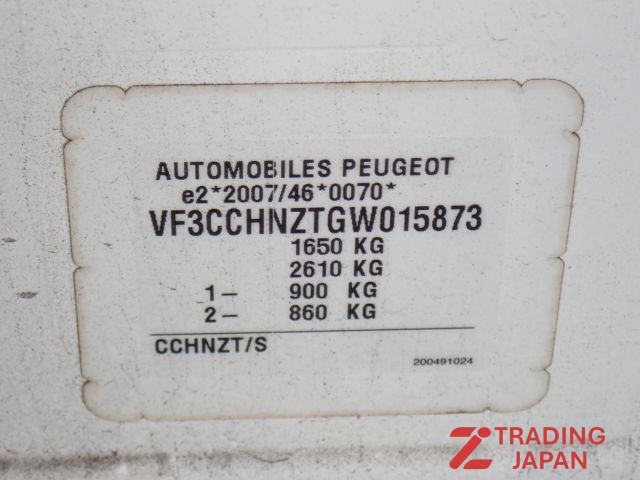 AUTOMOBILES PEUGEOT
e2*2007/46*0070*
VF3CCHNZTGW015873
1650 KG
2610 KG
1– 900 KG
2– 860 KG
CCHNZT/S
200491024
TRADING
JAPAN